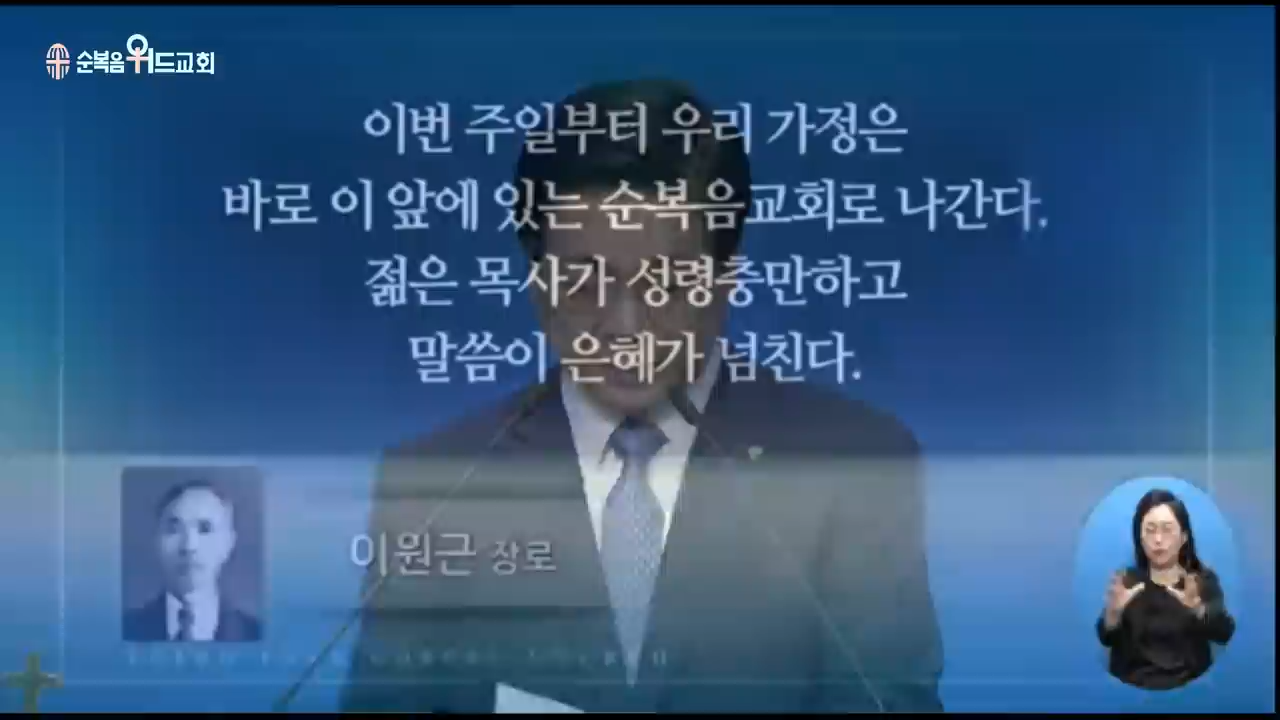 순복음위드교회
이번 주일부터 우리 가정은
바로 이 앞에 있는 순복음교회로 나간다.
젊은 목사가 성령충만하고
말씀이 은혜가 넘친다.
이원근 장로